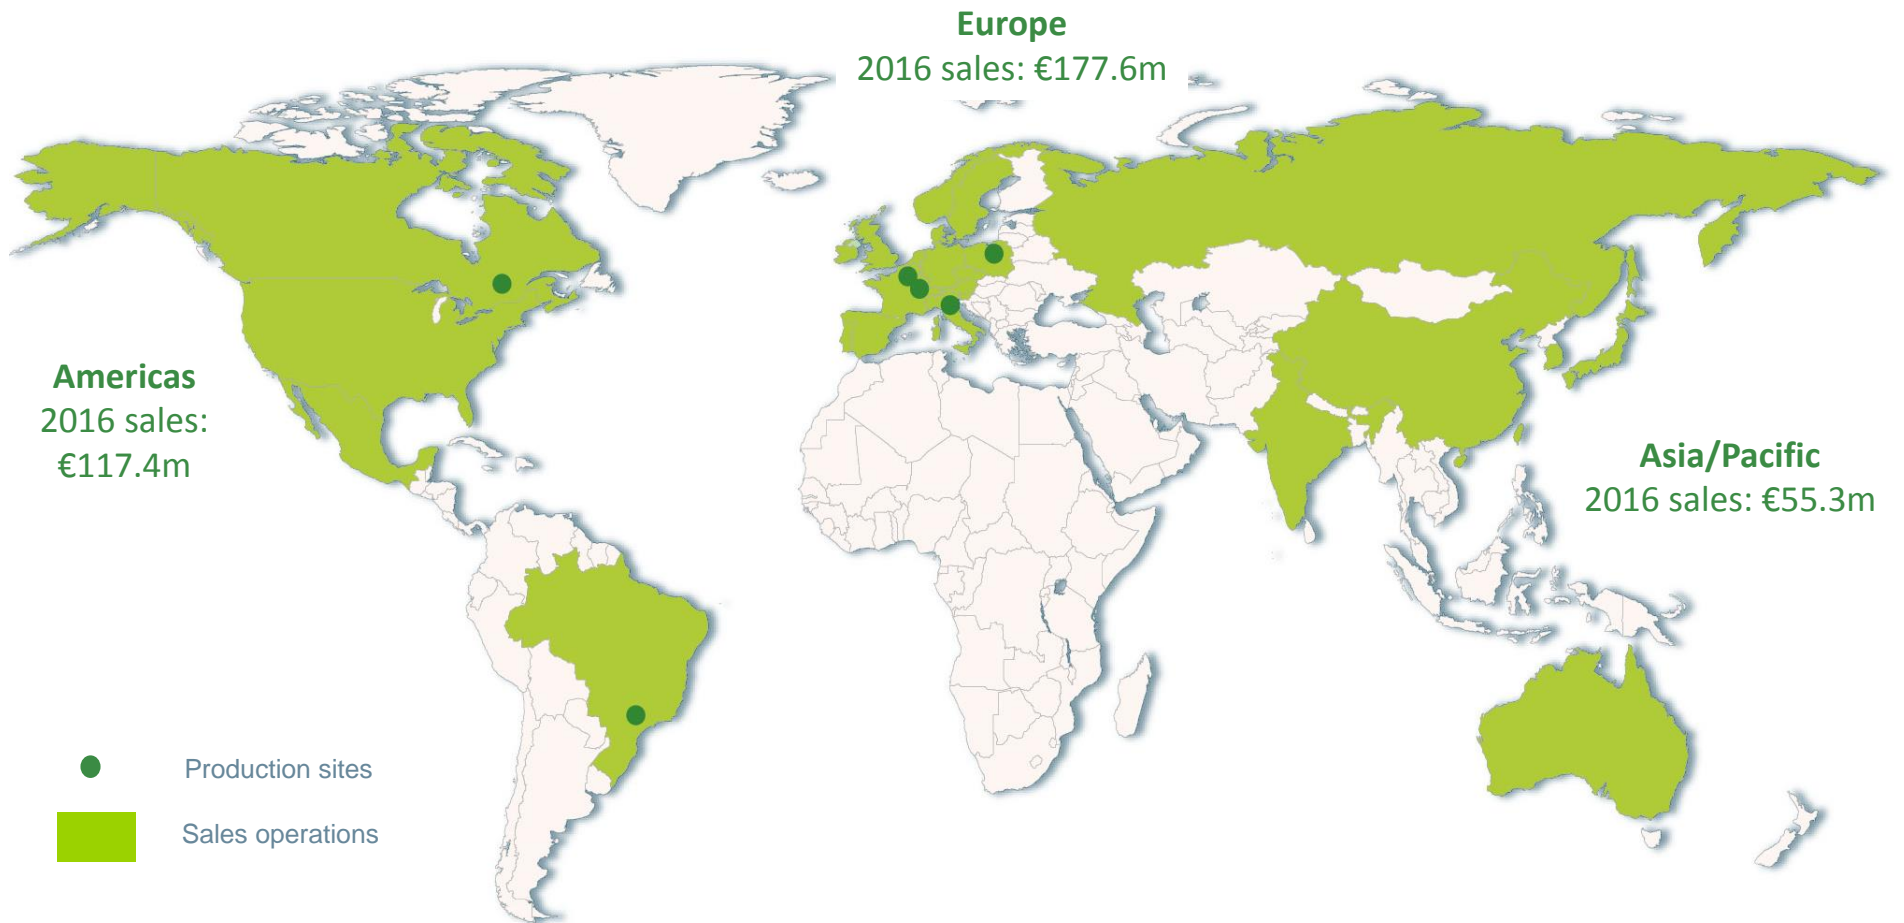 Europe
2016 sales: €177.6m
Americas
2016 sales:
€117.4m
Asia/Pacific
2016 sales: €55.3m
Production sites
Sales operations